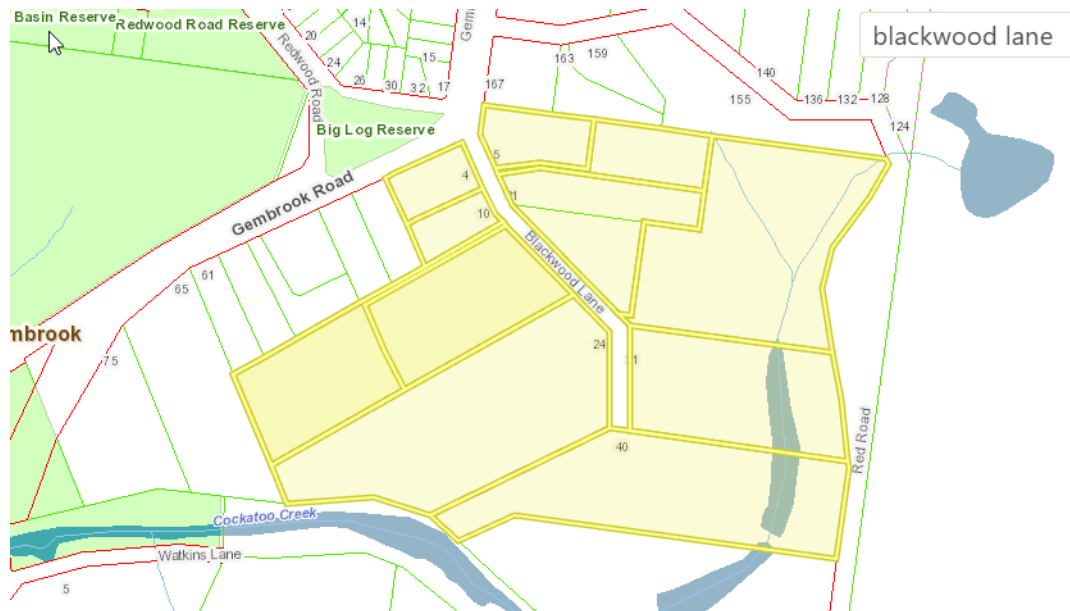 Basin Reserve
Redwood Road Reserve
14
20
Gem
blackwood lane
15
24
163
159
Redwood Road
26
30
32
17
167
140
155
136
132
128
124
Big Log Reserve
5
4
Gembrook Road
10
Blackwood Lane
61
65
mbrook
75
24
40
Red Road
Cockatoo Creek
Watkins Lane
5